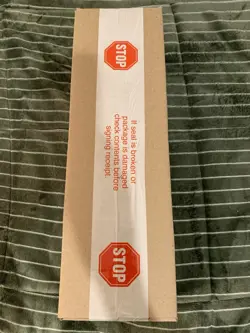 STOP
If seal is broken or
package is damaged
check contents before
signing receipt
STOP